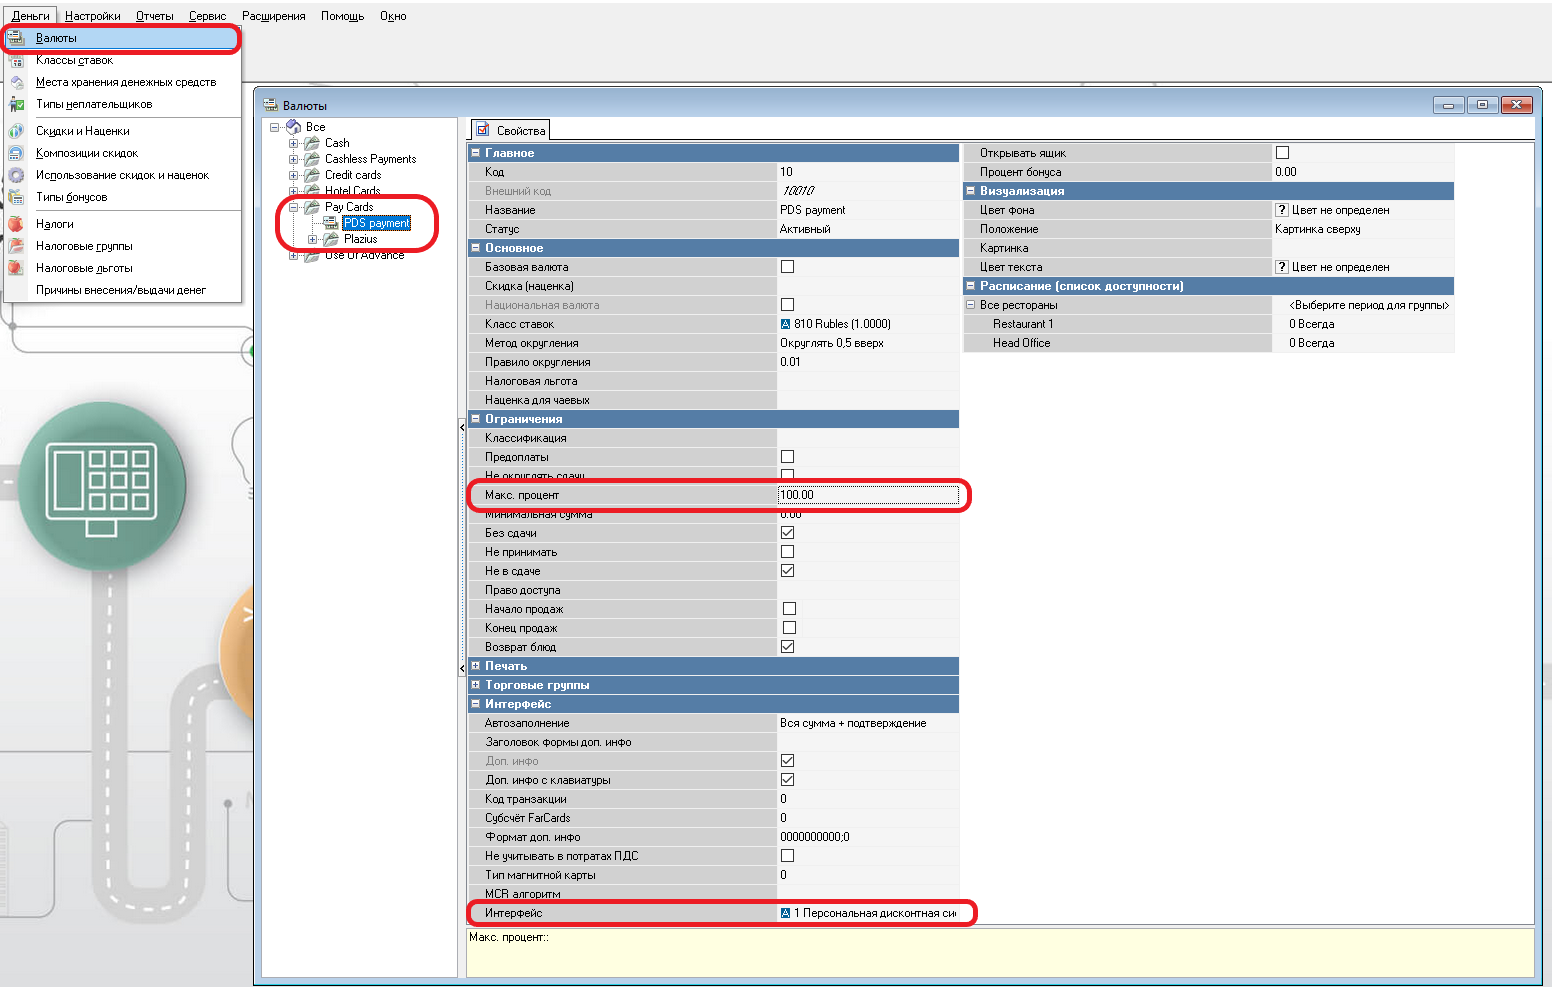 Деньги Настройки Отчеты Сервис Расширения Помощь Окно
Валюты
Классы ставок
Места хранения денежных средств
Типы неплательщиков
Скидки и Наценки
Композиции скидок
Использование скидок и наценок
Типы бонусов
Налоги
Налоговые группы
Налоговые льготы
Причины внесения/выдачи денег
Валюты
Все
Cash
Cashless Payments
Credit cards
Hotel Cards
Pay Cards
PDS payment
Plazius
Use Of Advance
Свойства
Главное
Код 10
Внешний код 10010
Название PDS payment
Статус Активный
Основное
Базовая валюта
Скидка (наценка)
Национальная валюта
Класс ставок 810 Rubles (1.0000)
Метод округления Округлять 0,5 вверх
Правило округления 0.01
Налоговая льгота
Наценка для чаевых
Ограничения
Классификация
Предоплаты
Не округлять сдачу
Макс. процент 100.00
Минимальная сумма 0.00
Без сдачи
Не принимать
Не в сдаче
Право доступа
Начало продаж
Конец продаж
Возврат блюд
Печать
Торговые группы
Интерфейс
Автозаполнение Вся сумма + подтверждение
Заголовок формы доп. инфо
Доп. инфо
Доп. инфо с клавиатуры
Код транзакции 0
Субсчёт FarCards 0
Формат доп. инфо 0000000000;0
Не учитывать в потратах ПДС
Тип магнитной карты 0
MCR алгоритм
Интерфейс 1 Персональная дисконтная сис
Открывать ящик
Процент бонуса 0.00
Визуализация
Цвет фона ? Цвет не определен
Положение Картинка сверху
Картинка
Цвет текста ? Цвет не определен
Расписание (список доступности)
Все рестораны <Выберите период для группы>
Restaurant 1 0 Всегда
Head Office 0 Всегда
Макс. процент::